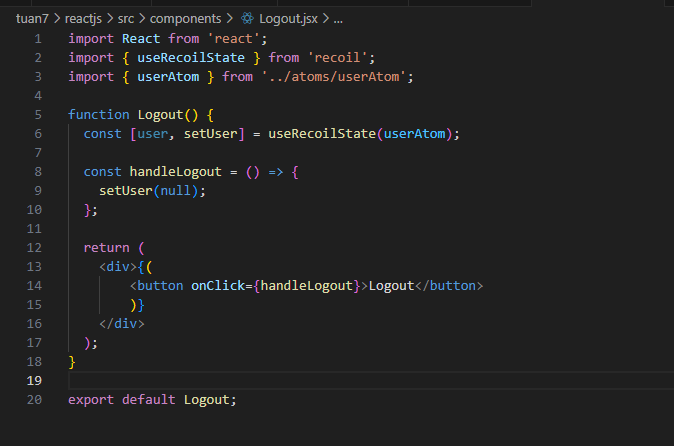 tuan7 > reactjs > src > components > Logout.jsx > ...
1 import React from 'react';
2 import { useRecoilState } from 'recoil';
3 import { userAtom } from '../atoms/userAtom';
4
5 function Logout() {
6   const [user, setUser] = useRecoilState(userAtom);
7
8   const handleLogout = () => {
9     setUser(null);
10   };
11
12   return (
13     <div>{(
14         <button onClick={handleLogout}>Logout</button>
15         )}
16     </div>
17   );
18 }
19
20 export default Logout;